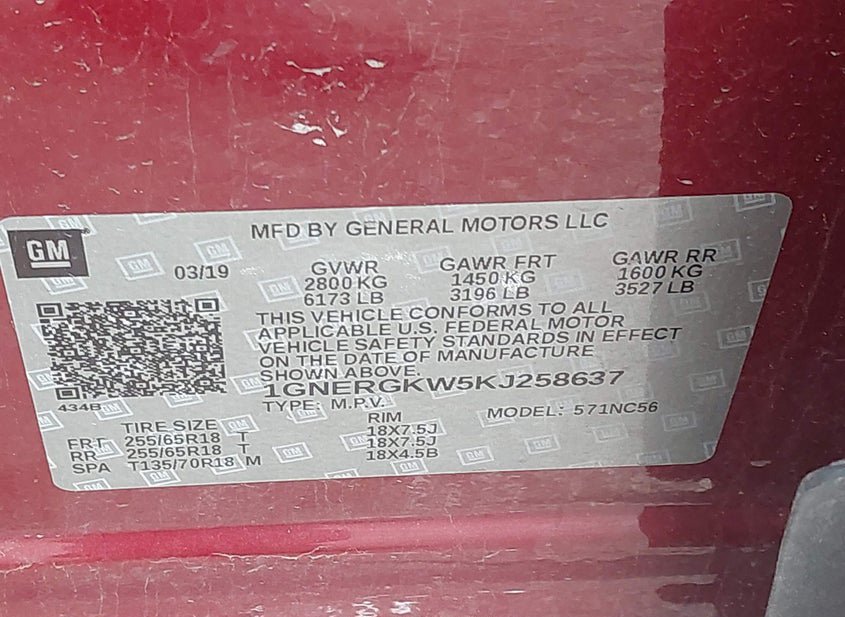 MFD BY GENERAL MOTORS LLC
GM
03/19
GVWR GAWR FRT GAWR RR
2800 KG 1450 KG 1600 KG
6173 LB 3196 LB 3527 LB
THIS VEHICLE CONFORMS TO ALL
APPLICABLE U.S. FEDERAL MOTOR
VEHICLE SAFETY STANDARDS IN EFFECT
ON THE DATE OF MANUFACTURE
SHOWN ABOVE.
1GNERGKW5KJ258637
434B
TYPE: M.P.V. MODEL: 571NC56
TIRE SIZE RIM
FRT 255/65R18 T 18X7.5J
RR 255/65R18 T 18X7.5J
SPA T135/70R18 M 18X4.5B